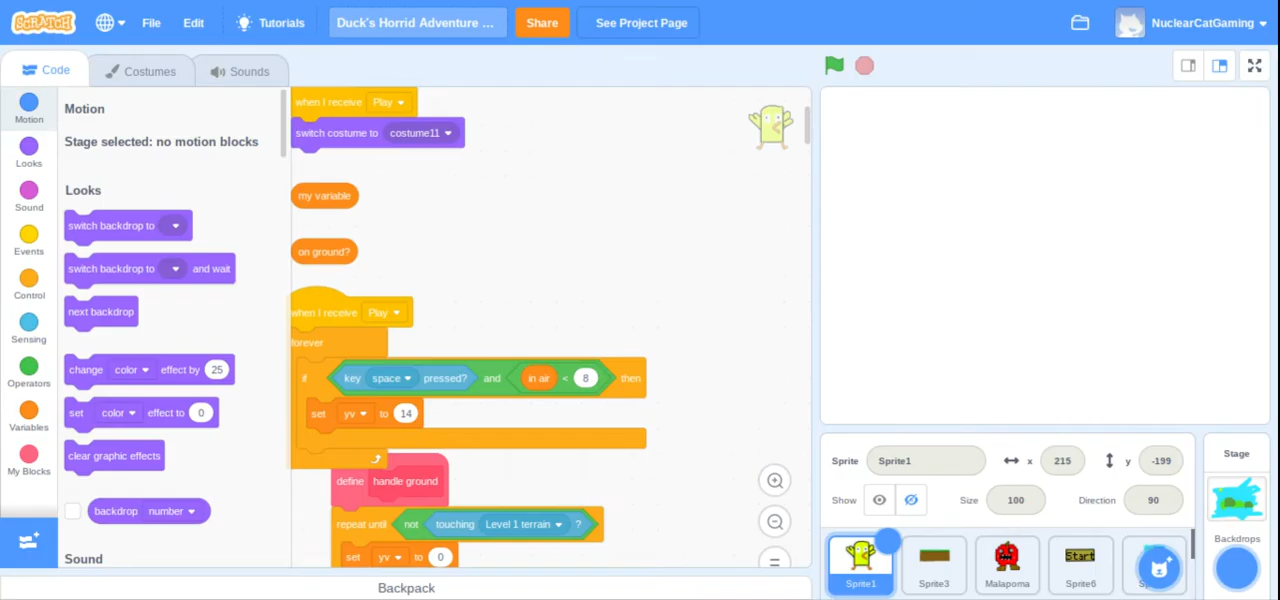 SCRATCH File Edit Tutorials Duck's Horrid Adventure ... Share See Project Page NuclearCatGaming
Code Costumes Sounds
Motion
Looks
Sound
Events
Control
Sensing
Operators
Variables
My Blocks
Motion
Stage selected: no motion blocks
Looks
switch backdrop to
switch backdrop to and wait
next backdrop
change color effect by 25
set color effect to 0
clear graphic effects
backdrop number
Sound
when I receive Play
switch costume to costume11
my variable
on ground?
when I receive Play
forever
if key space pressed? and in air < 8 then
set yv to 14
define handle ground
repeat until not touching Level 1 terrain ?
set yv to 0
Sprite Sprite1 x 215 y -199
Show Size 100 Direction 90
Start
Sprite1 Sprite3 Malapoma Sprite6
Stage
Backdrops
Backpack